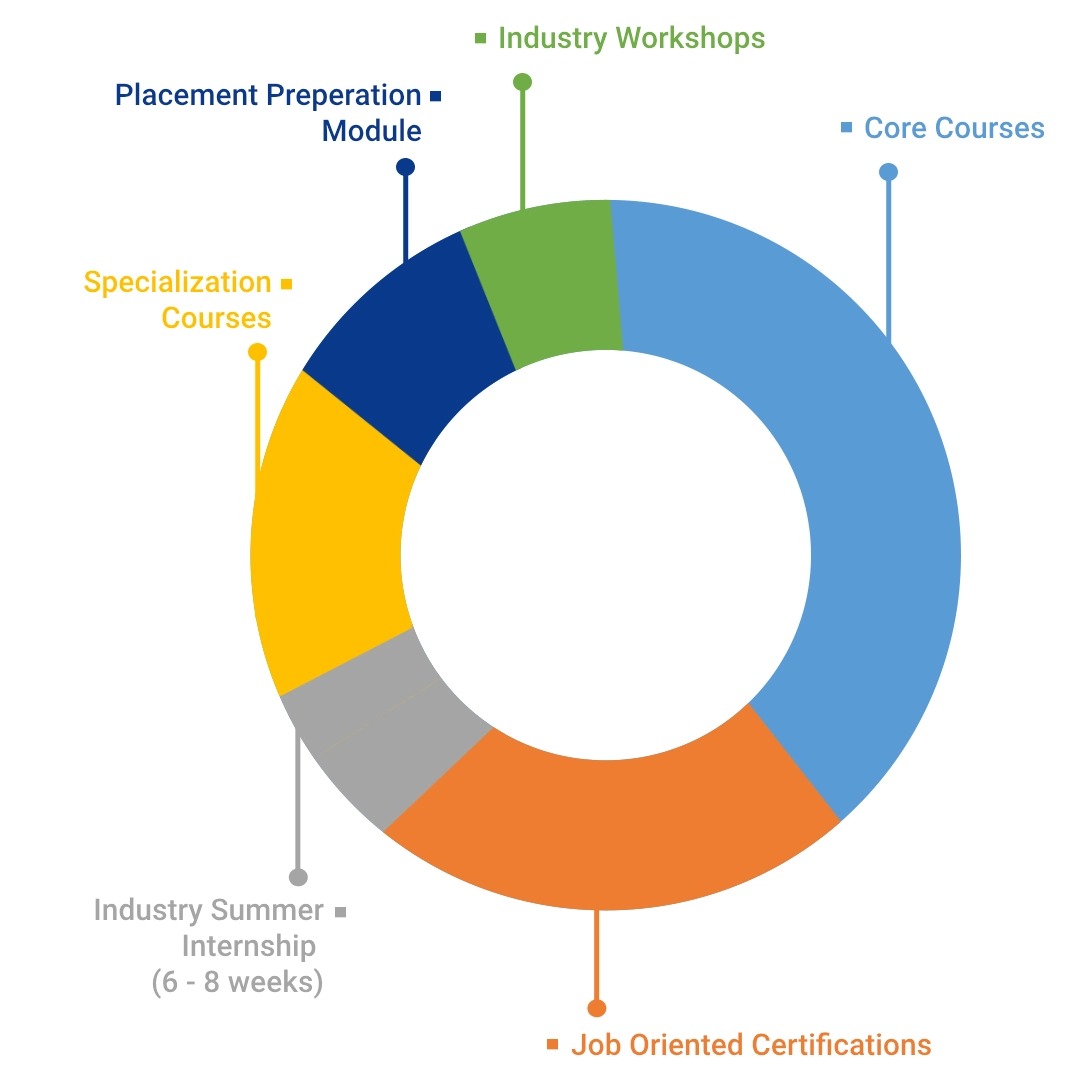 Industry Workshops
Placement Preperation
Module
Core Courses
Specialization
Courses
Industry Summer
Internship
(6 - 8 weeks)
Job Oriented Certifications